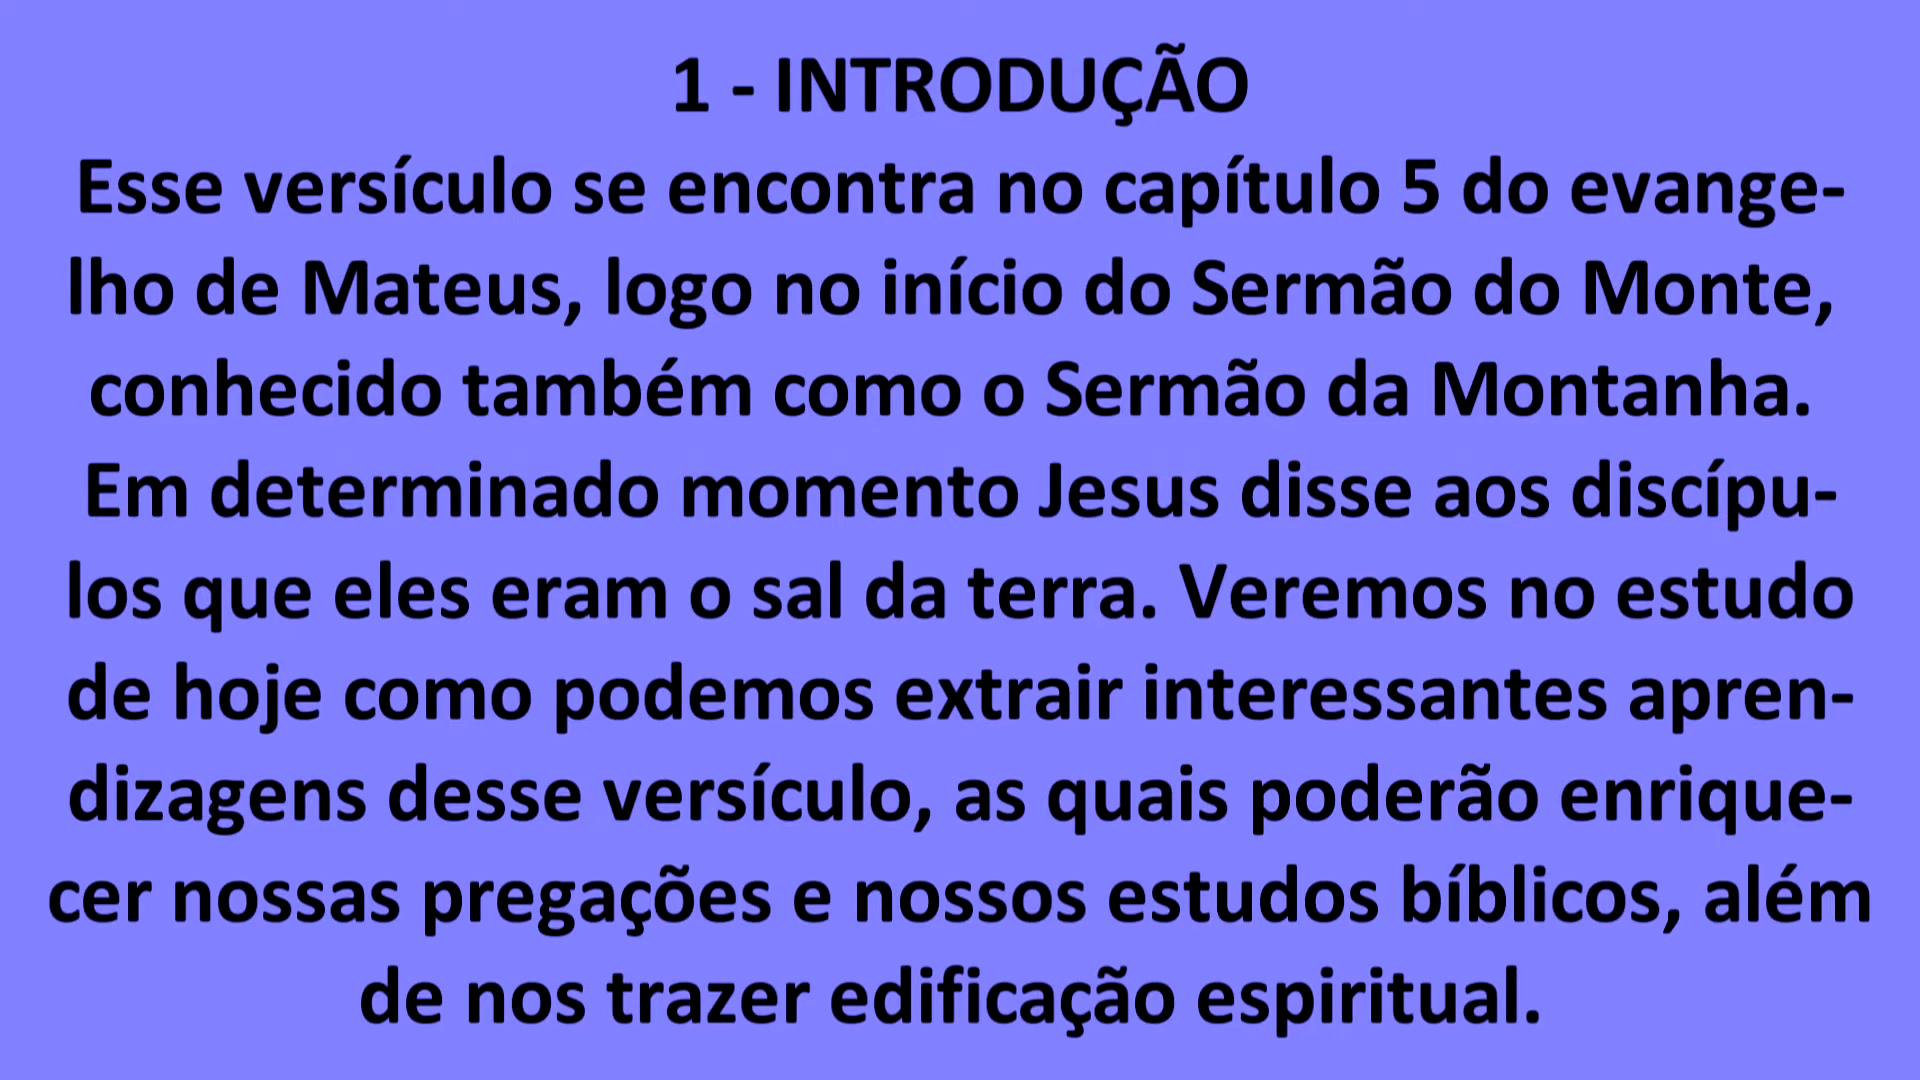 1 - INTRODUÇÃO
Esse versículo se encontra no capítulo 5 do evange-
lho de Mateus, logo no início do Sermão do Monte,
conhecido também como o Sermão da Montanha.
Em determinado momento Jesus disse aos discípu-
los que eles eram o sal da terra. Veremos no estudo
de hoje como podemos extrair interessantes apren-
dizagens desse versículo, as quais poderão enrique-
cer nossas pregações e nossos estudos bíblicos, além
de nos trazer edificação espiritual.